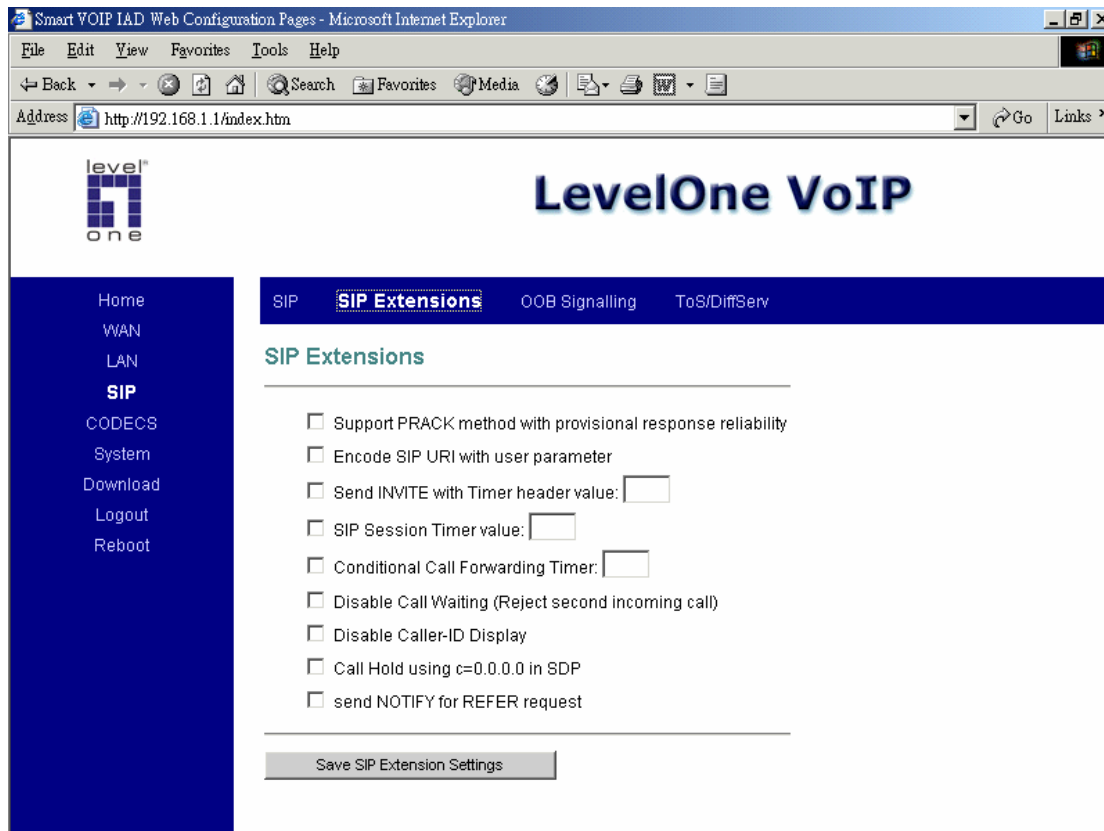 Smart VOIP IAD Web Configuration Pages - Microsoft Internet Explorer
File Edit View Favorites Tools Help
Back Search Favorites Media
Address http://192.168.1.1/index.htm Go Links
level
one
LevelOne VoIP
Home
WAN
LAN
SIP
CODECS
System
Download
Logout
Reboot
SIP SIP Extensions OOB Signalling ToS/DiffServ
SIP Extensions
Support PRACK method with provisional response reliability
Encode SIP URI with user parameter
Send INVITE with Timer header value:
SIP Session Timer value:
Conditional Call Forwarding Timer:
Disable Call Waiting (Reject second incoming call)
Disable Caller-ID Display
Call Hold using c=0.0.0.0 in SDP
send NOTIFY for REFER request
Save SIP Extension Settings